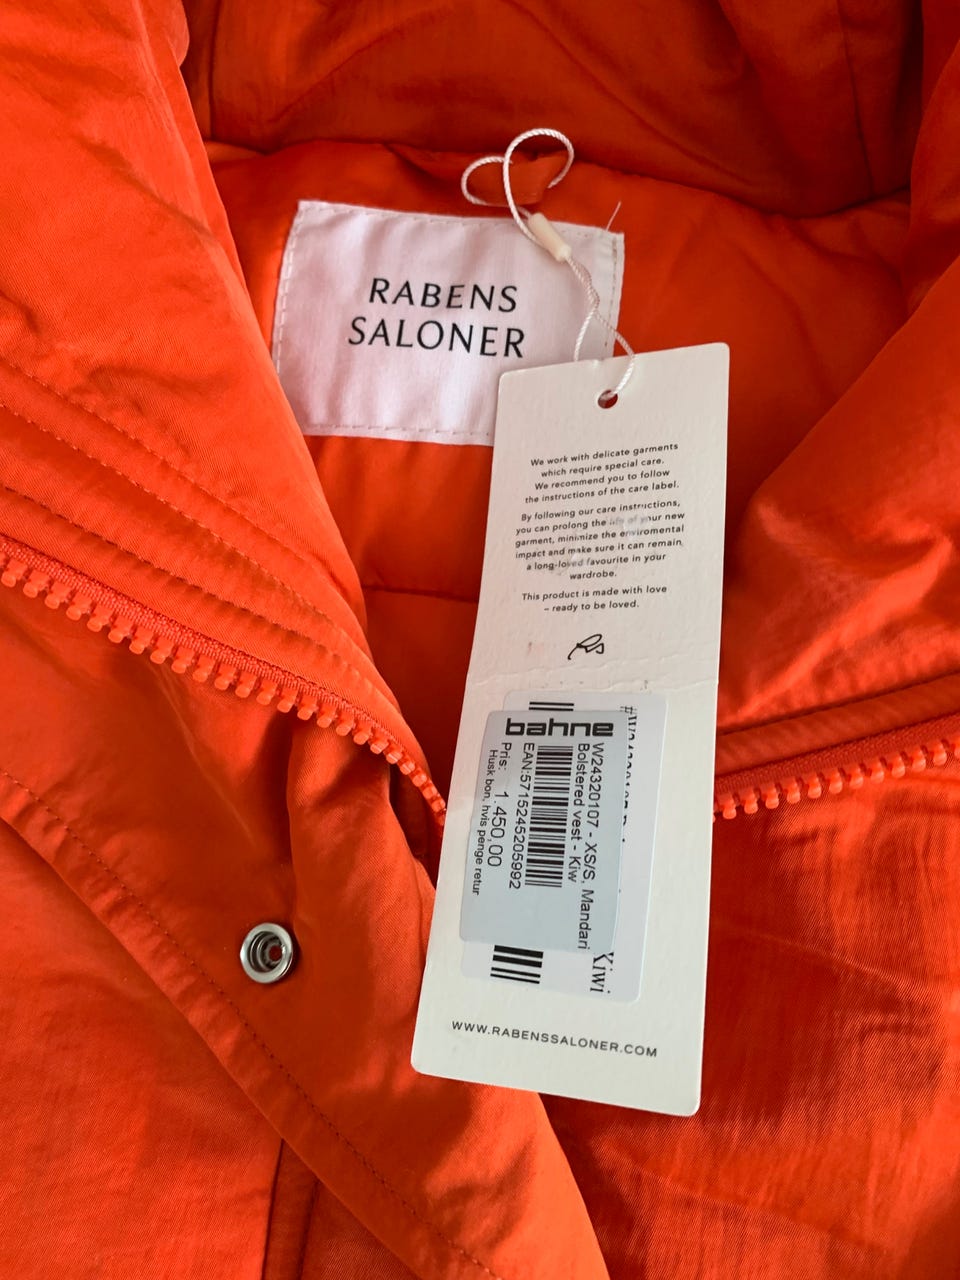 RABENS
SALONER
We work with delicate garments
which require special care.
We recommend you to follow
the instructions of the care label.
By following our care instructions,
you can prolong the life of your new
garment, minimize the enviromental
impact and make sure it can remain
a long-loved favourite in your
wardrobe.
This product is made with love
– ready to be loved.
RS
bahne
W24320107 - XS/S, Mandari
Bolstered vest - Kiw
EAN:5715245205992
Pris: 1.450,00
Husk bon, hvis penge retur
Kiwi
WWW.RABENSSALONER.COM